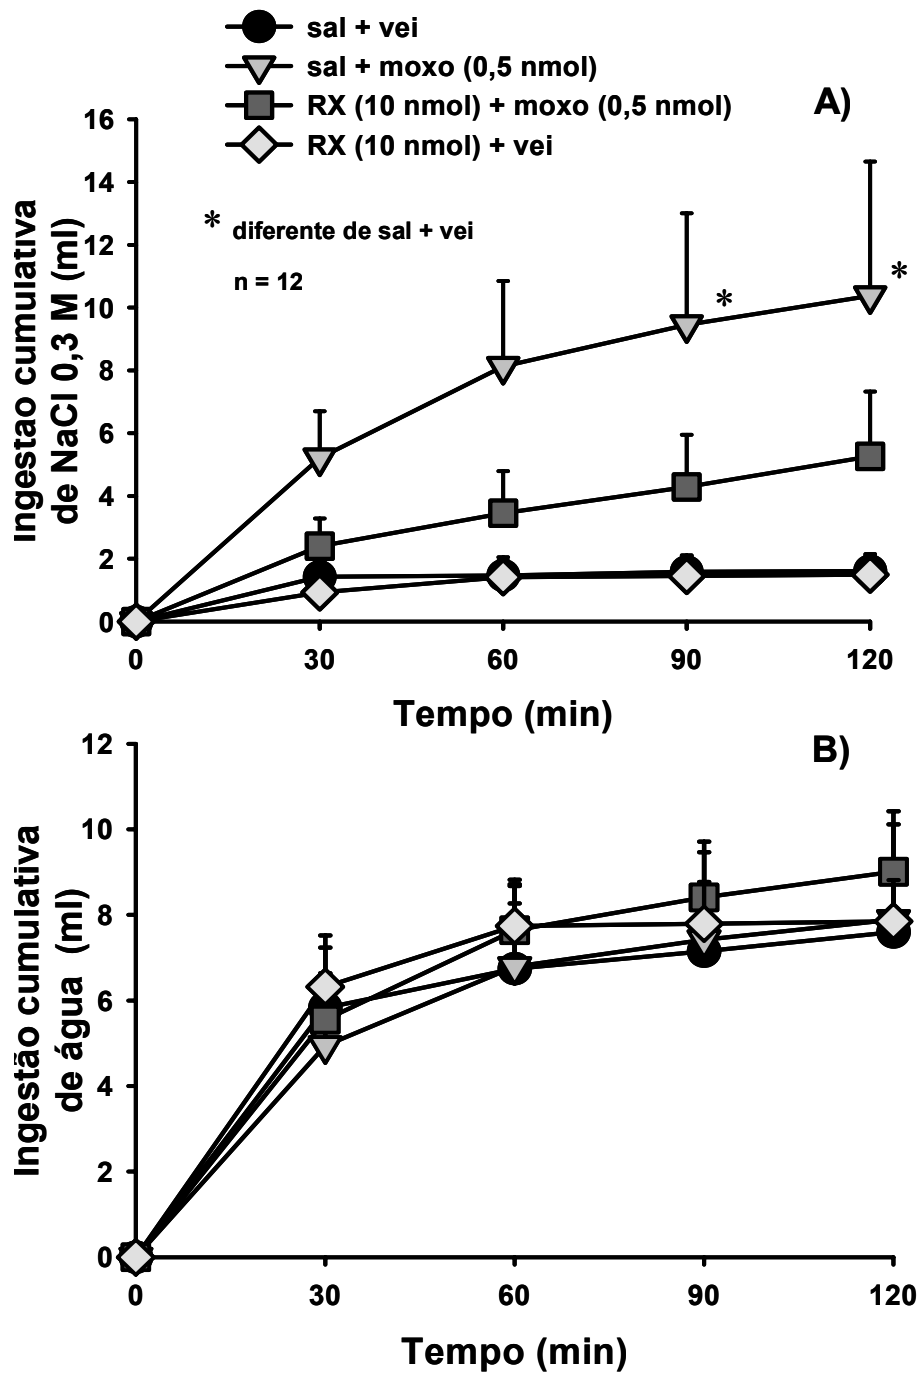 sal + vei
sal + moxo (0,5 nmol)
RX (10 nmol) + moxo (0,5 nmol)
RX (10 nmol) + vei
A)
* diferente de sal + vei
n = 12
Ingestao cumulativa
de NaCl 0,3 M (ml)
16
14
12
10
8
6
4
2
0
*
*
0 30 60 90 120
Tempo (min)
B)
Ingestão cumulativa
de água (ml)
12
10
8
6
4
2
0
0 30 60 90 120
Tempo (min)